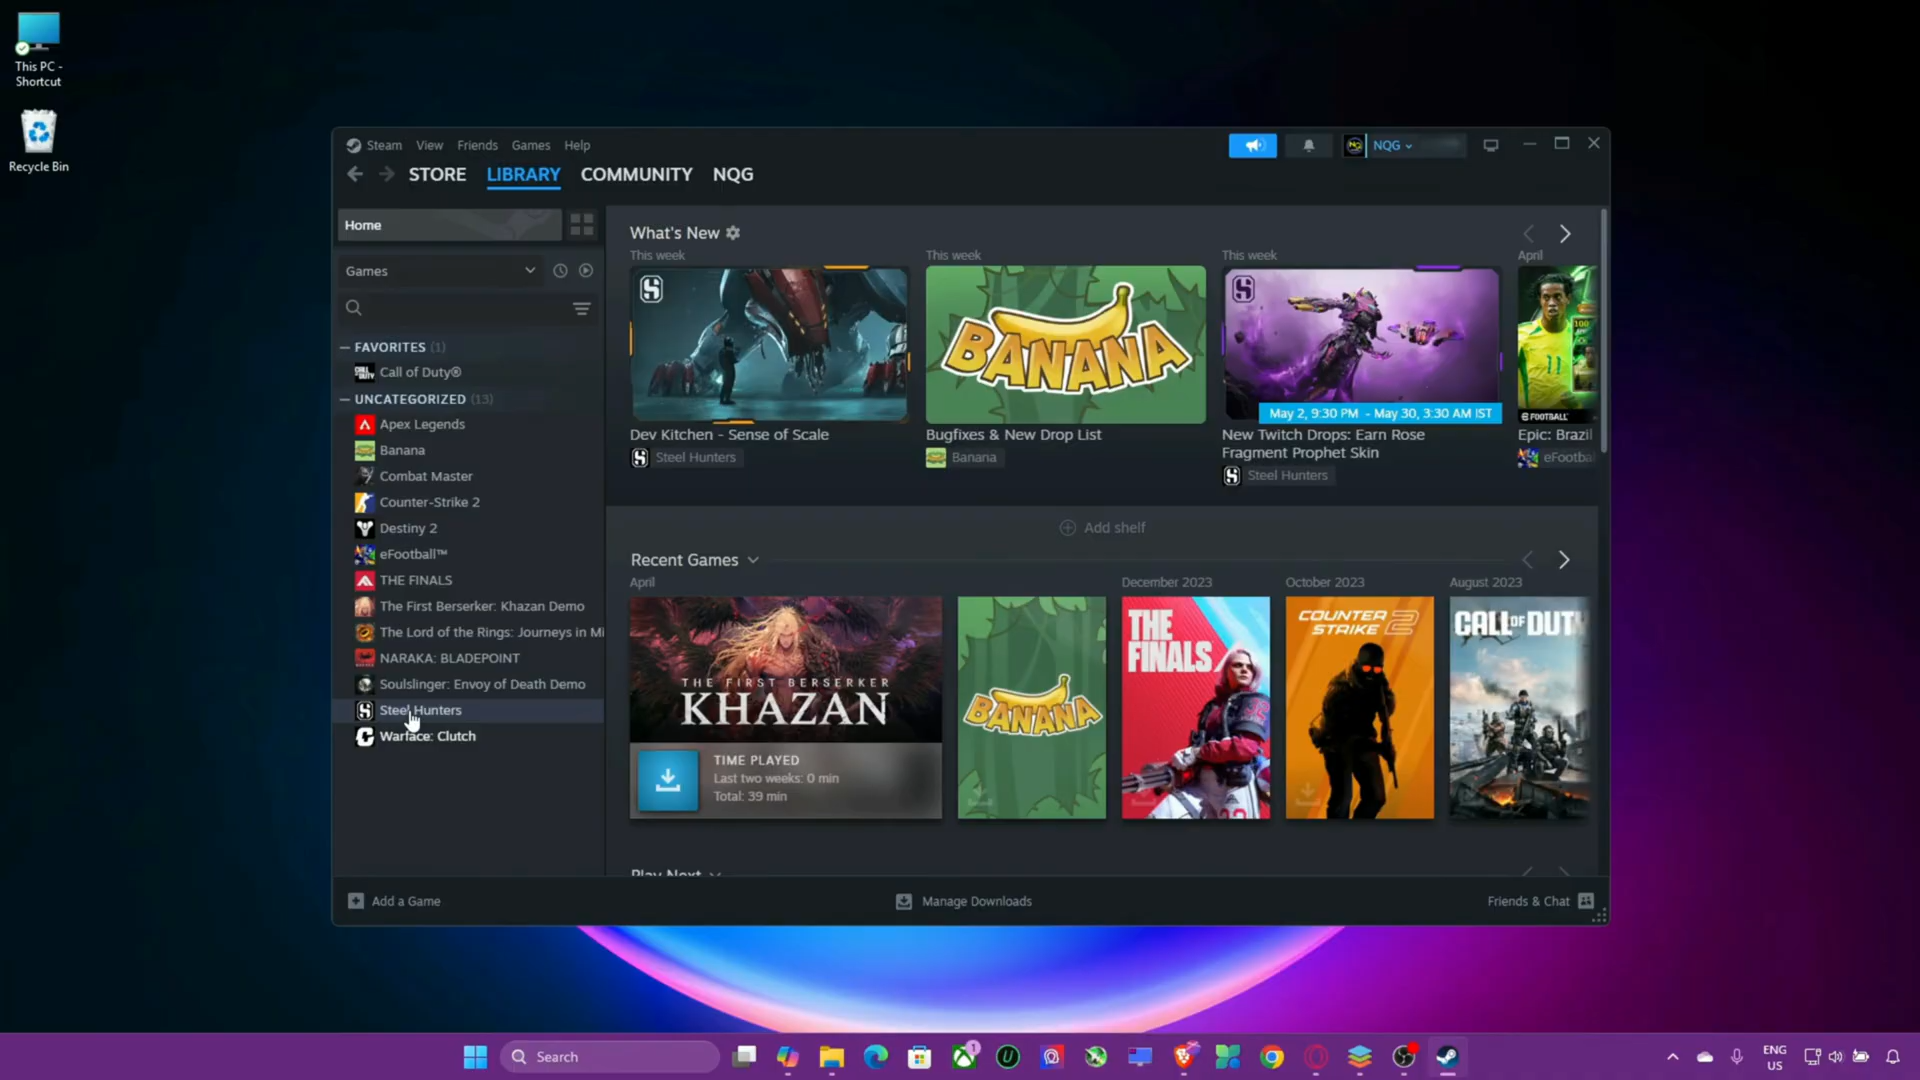 This PC -
Shortcut
Recycle Bin
Steam View Friends Games Help
NQG
STORE LIBRARY COMMUNITY NQG
Home
Games
FAVORITES (1)
Call of Duty®
UNCATEGORIZED (13)
Apex Legends
Banana
Combat Master
Counter-Strike 2
Destiny 2
eFootball™
THE FINALS
The First Berserker: Khazan Demo
The Lord of the Rings: Journeys in Mi
NARAKA: BLADEPOINT
Soulslinger: Envoy of Death Demo
Steel Hunters
Warface: Clutch
What's New
This week
This week
This week
April
BANANA
May 2, 9:30 PM - May 30, 3:30 AM IST
11
100
EFOOTBALL
Dev Kitchen - Sense of Scale
Steel Hunters
Bugfixes & New Drop List
Banana
New Twitch Drops: Earn Rose
Fragment Prophet Skin
Steel Hunters
Epic: Brazil
eFootba
Add shelf
Recent Games
April
December 2023
October 2023
August 2023
THE FIRST BERSERKER
KHAZAN
TIME PLAYED
Last two weeks: 0 min
Total: 39 min
BANANA
THE
FINALS
COUNTER
STRIKE 2
CALL OF DUT
Play Next
Add a Game
Manage Downloads
Friends & Chat
Search
1
ENG
US